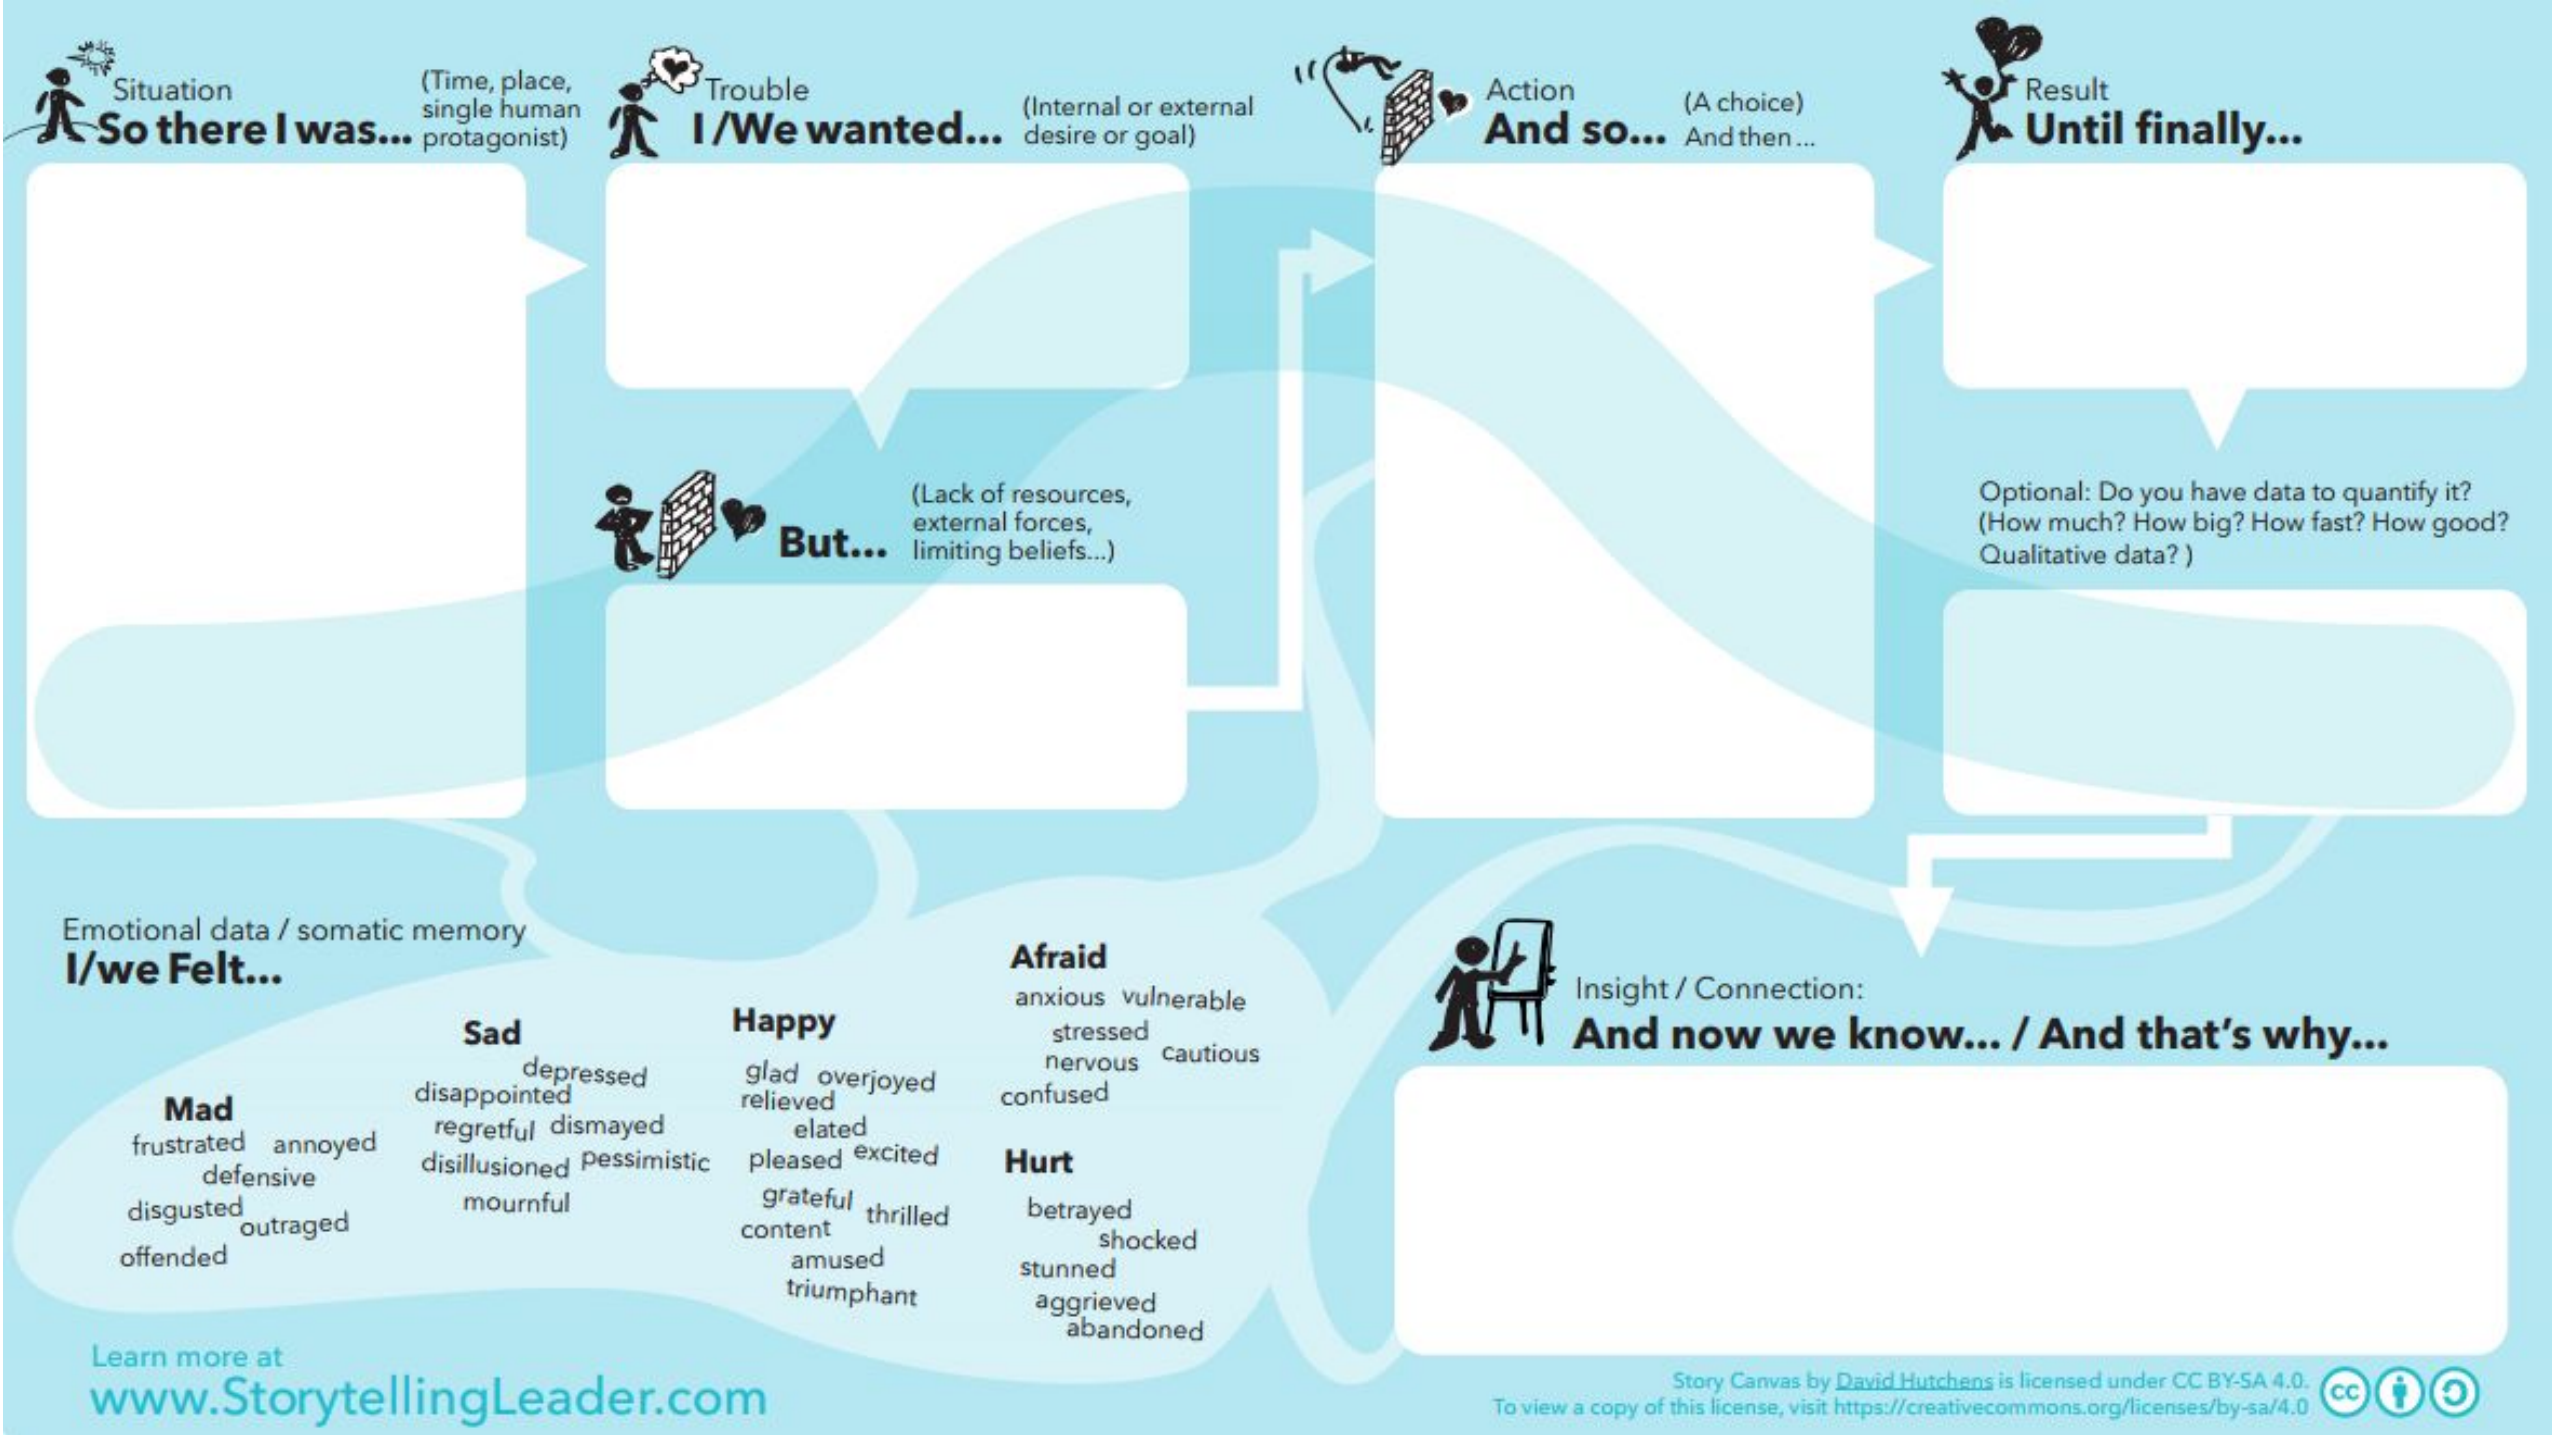 Situation
So there I was...
(Time, place,
single human
protagonist)
Trouble
I /We wanted...
(Internal or external
desire or goal)
Action
And so...
(A choice)
And then ...
Result
Until finally...
But...
(Lack of resources,
external forces,
limiting beliefs...)
Optional: Do you have data to quantify it?
(How much? How big? How fast? How good?
Qualitative data? )
Emotional data / somatic memory
I/we Felt...
Mad
frustrated annoyed
defensive
disgusted
outraged
offended
Sad
depressed
disappointed
regretful dismayed
disillusioned pessimistic
mournful
Happy
glad overjoyed
relieved
elated
pleased excited
grateful thrilled
content
amused
triumphant
Afraid
anxious vulnerable
stressed
nervous cautious
confused
Hurt
betrayed
shocked
stunned
aggrieved
abandoned
Insight / Connection:
And now we know... / And that's why...
Learn more at
www.StorytellingLeader.com
Story Canvas by David Hutchens is licensed under CC BY-SA 4.0.
To view a copy of this license, visit https://creativecommons.org/licenses/by-sa/4.0
cc